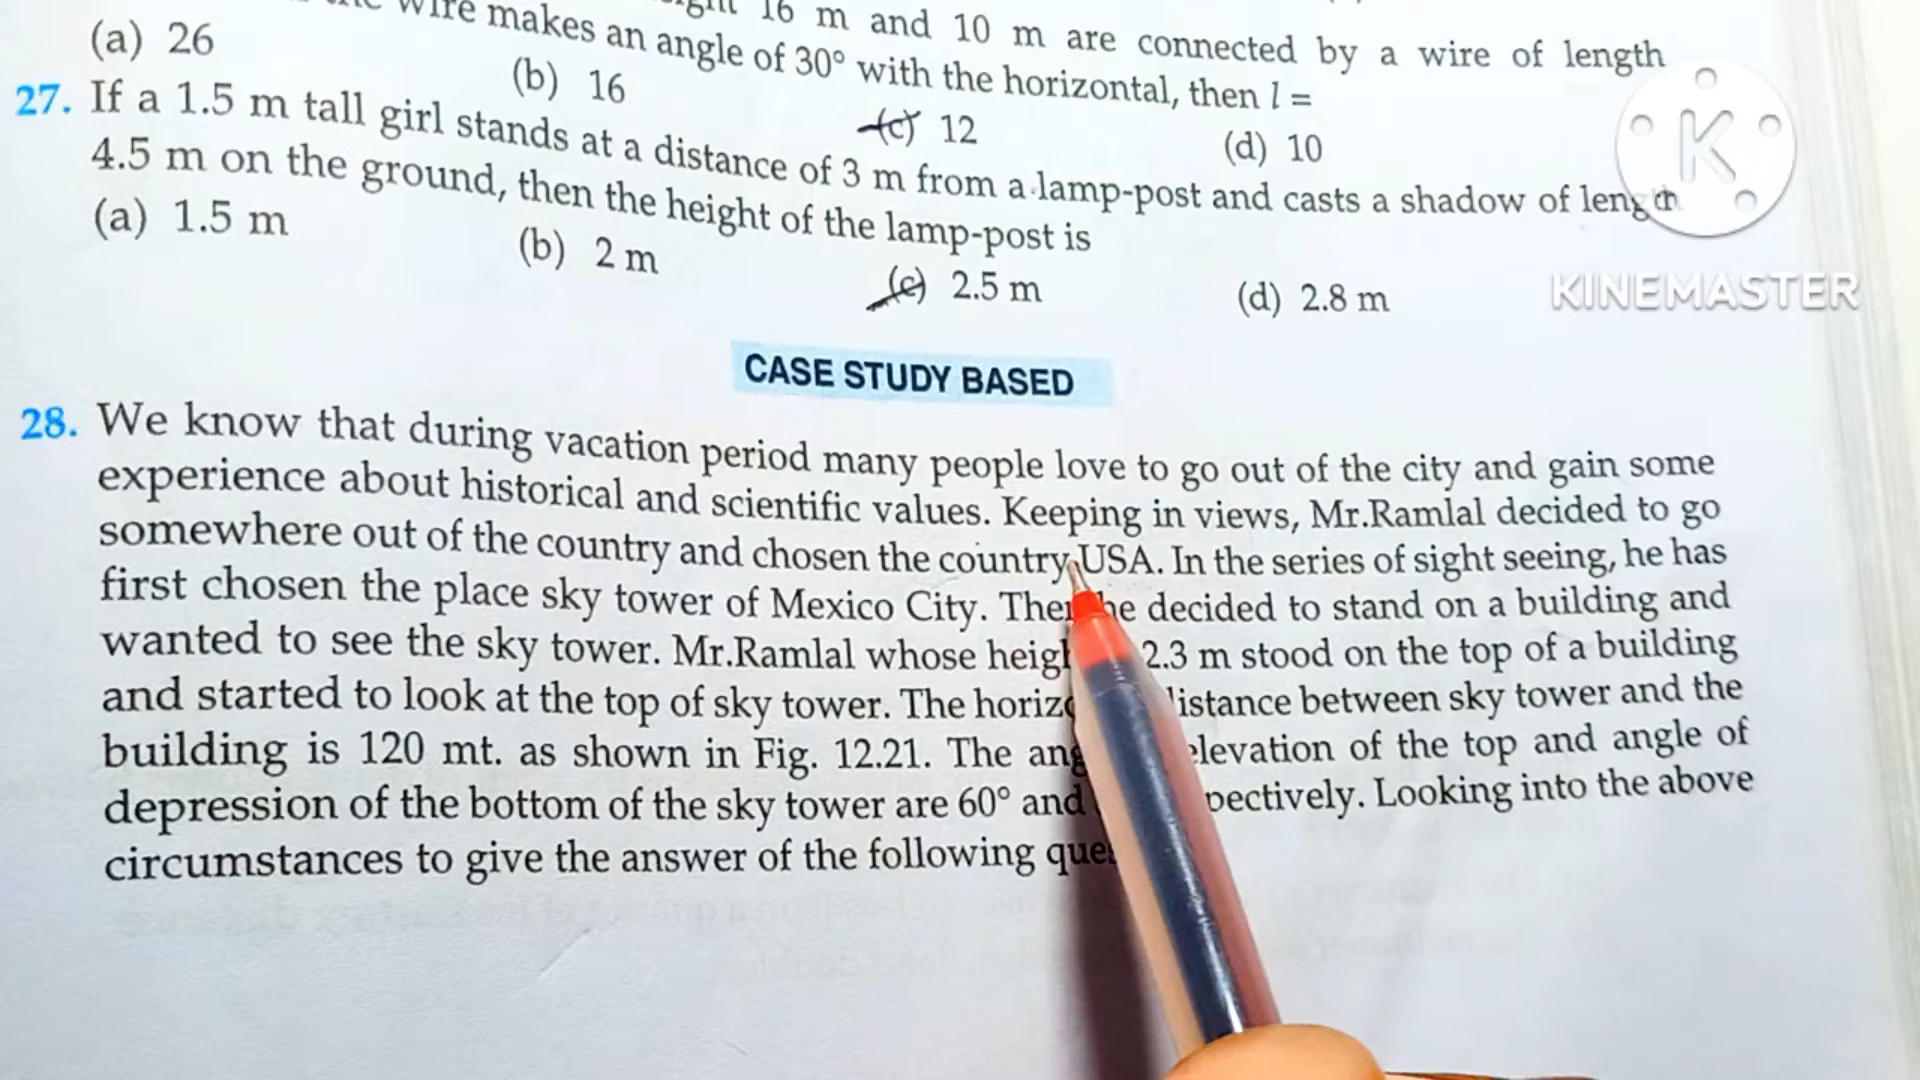 16 m and 10 m are connected by a wire of length
wire makes an angle of 30° with the horizontal, then l =
(a) 26
(b) 16
(c) 12
(d) 10
27. If a 1.5 m tall girl stands at a distance of 3 m from a lamp-post and casts a shadow of length
4.5 m on the ground, then the height of the lamp-post is
(a) 1.5 m
(b) 2 m
(c) 2.5 m
(d) 2.8 m
K
KINEMASTER
CASE STUDY BASED
28. We know that during vacation period many people love to go out of the city and gain some
experience about historical and scientific values. Keeping in views, Mr.Ramlal decided to go
somewhere out of the country and chosen the country USA. In the series of sight seeing, he has
first chosen the place sky tower of Mexico City. Then he decided to stand on a building and
wanted to see the sky tower. Mr.Ramlal whose 2.3 m stood on the top of a building
and started to look at the top of sky tower. The distance between sky tower and the
building is 120 mt. as shown in Fig. 12.21. The elevation of the top and angle of
depression of the bottom of the sky tower are 60° and Looking into the above
circumstances to give the answer of the following